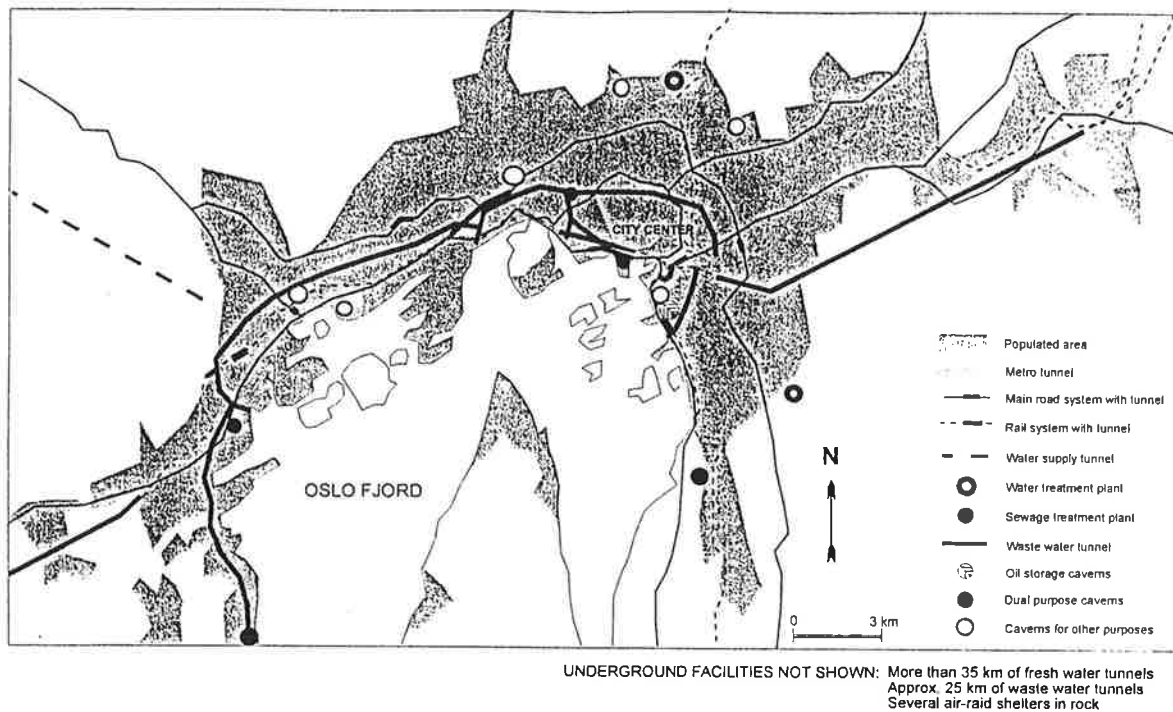 CITY CENTER
OSLO FJORD
N
0 3 km
Populated area
Metro tunnel
Main road system with tunnel
Rail system with tunnel
Water supply tunnel
Water treatment plant
Sewage treatment plant
Waste water tunnel
Oil storage caverns
Dual purpose caverns
Caverns for other purposes
UNDERGROUND FACILITIES NOT SHOWN: More than 35 km of fresh water tunnels
Approx. 25 km of waste water tunnels
Several air-raid shelters in rock